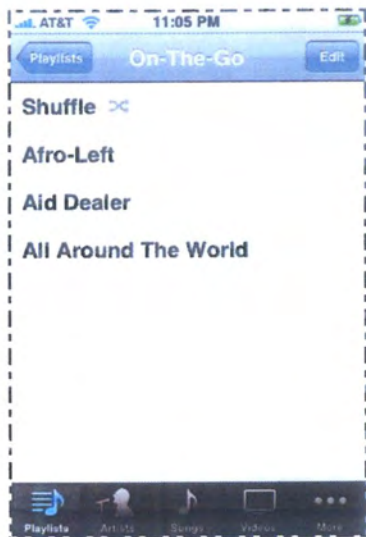 AT&T 11:05 PM
Playlists On-The-Go Edit
Shuffle
Afro-Left
Aid Dealer
All Around The World
Playlists Artists Songs Videos More